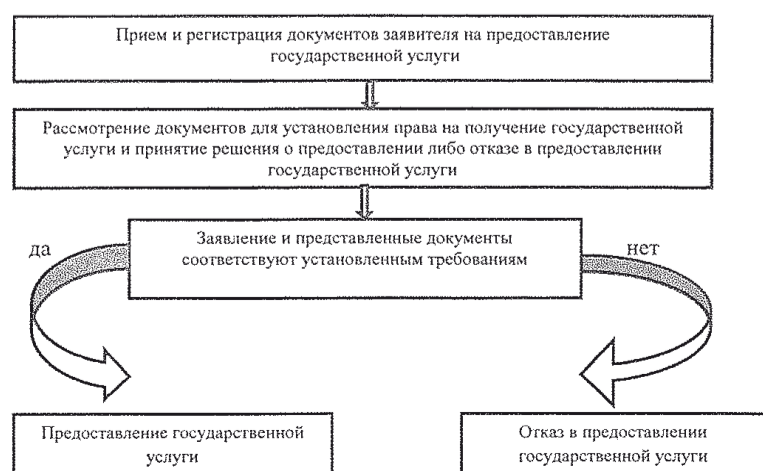 Прием и регистрация документов заявителя на предоставление
государственной услуги
Рассмотрение документов для установления права на получение государственной
услуги и принятие решения о предоставлении либо отказе в предоставлении
государственной услуги
Заявление и представленные документы
соответствуют установленным требованиям
да
нет
Предоставление государственной
услуги
Отказ в предоставлении
государственной услуги